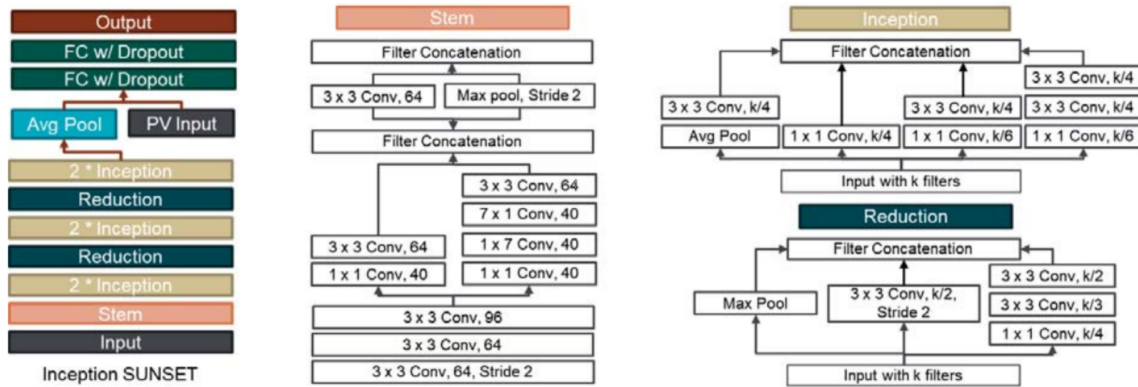 Output
FC w/ Dropout
FC w/ Dropout
Avg Pool
PV Input
2 * Inception
Reduction
2 * Inception
Reduction
2 * Inception
Stem
Input
Inception SUNSET
Stem
Filter Concatenation
3 x 3 Conv, 64
Max pool, Stride 2
Filter Concatenation
3 x 3 Conv, 64
7 x 1 Conv, 40
3 x 3 Conv, 64
1 x 7 Conv, 40
1 x 1 Conv, 40
1 x 1 Conv, 40
3 x 3 Conv, 96
3 x 3 Conv, 64
3 x 3 Conv, 64, Stride 2
Inception
Filter Concatenation
3 x 3 Conv, k/4
3 x 3 Conv, k/4
3 x 3 Conv, k/4
3 x 3 Conv, k/4
Avg Pool
1 x 1 Conv, k/4
1 x 1 Conv, k/6
1 x 1 Conv, k/6
Input with k filters
Reduction
Filter Concatenation
3 x 3 Conv, k/2
Max Pool
3 x 3 Conv, k/2,
Stride 2
3 x 3 Conv, k/3
1 x 1 Conv, k/4
Input with k filters